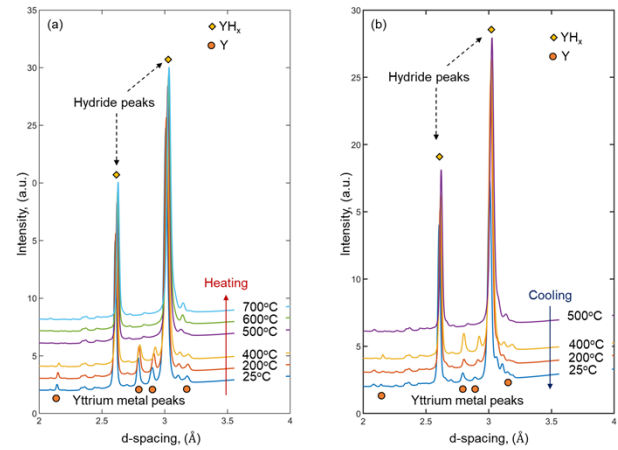 (a)
35
30
25
0
5
10
5
0
Intensity, (a.u.)
YHx
Y
Hydride peaks
Heating
700°C
600°C
500°C
400°C
200°C
25°C
Yttrium metal peaks
2 2.5 3 3.5 4
d-spacing, (Å)
(b)
30
25
20
15
10
5
0
Intensity, (a.u.)
YHx
Y
Hydride peaks
Cooling
500°C
400°C
200°C
25°C
Yttrium metal peaks
2 2.5 3 3.5 4
d-spacing, (Å)